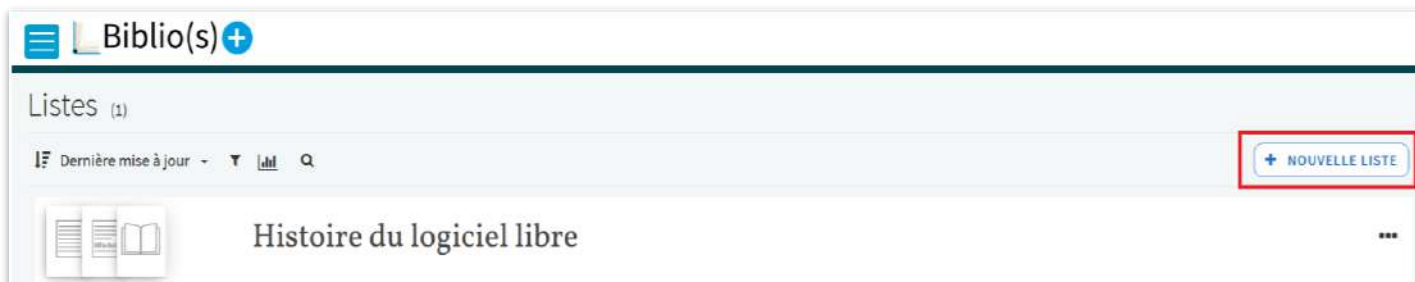 Biblio(s)+
Listes (1)
Dernière mise à jour
+ NOUVELLE LISTE
Histoire du logiciel libre